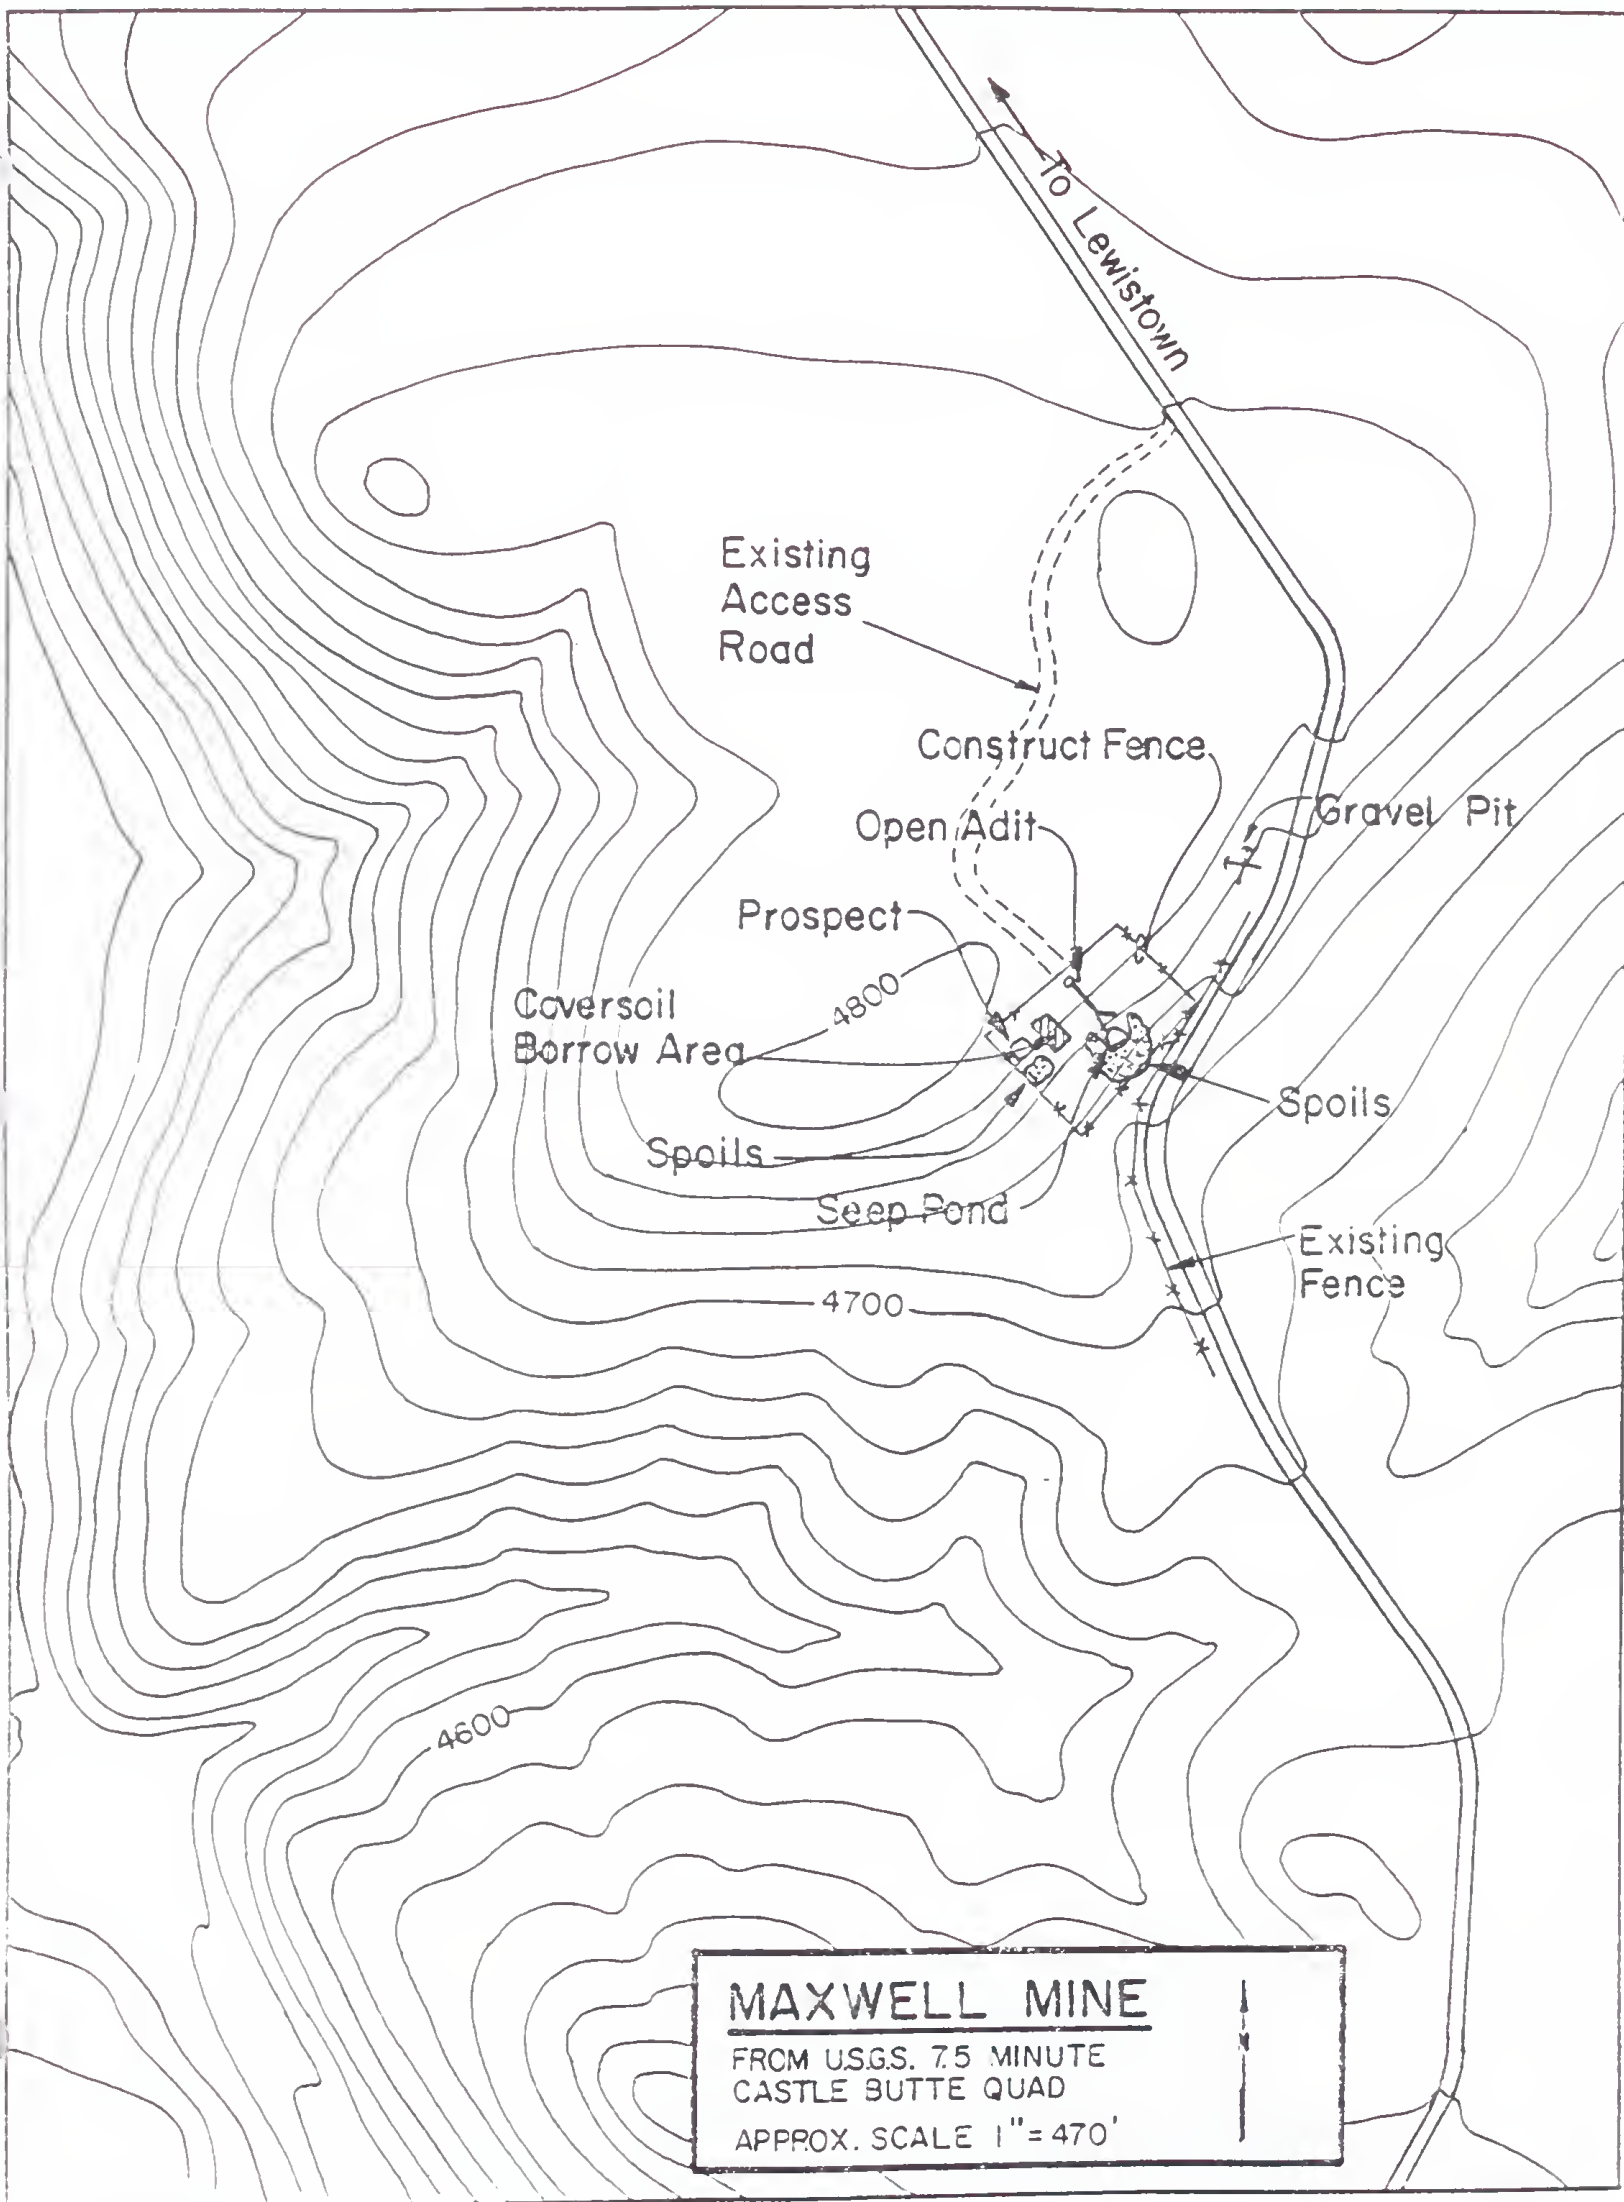 To Lewistown
Existing
Access
Road
Construct Fence
Gravel Pit
Open Adit
Prospect
4800
Coversoil
Borrow Area
Spoils
Spoils
Seep Pond
Existing
Fence
4700
4600
MAXWELL MINE
FROM U.S.G.S. 7.5 MINUTE
CASTLE BUTTE QUAD
APPROX. SCALE 1"=470'